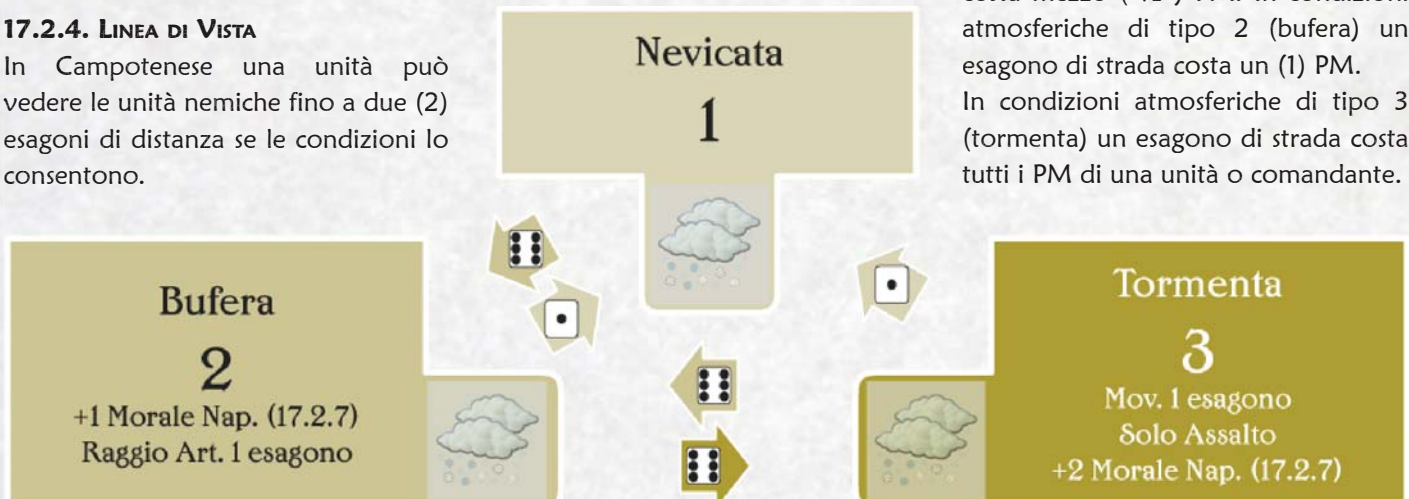 17.2.4. Linea di Vista
In Campotenese una unità può
vedere le unità nemiche fino a due (2)
esagoni di distanza se le condizioni lo
consentono.
Nevicata
1
atmosferiche di tipo 2 (bufera) un
esagono di strada costa un (1) PM.
In condizioni atmosferiche di tipo 3
(tormenta) un esagono di strada costa
tutti i PM di una unità o comandante.
Bufera
2
+1 Morale Nap. (17.2.7)
Raggio Art. 1 esagono
Tormenta
3
Mov. 1 esagono
Solo Assalto
+2 Morale Nap. (17.2.7)